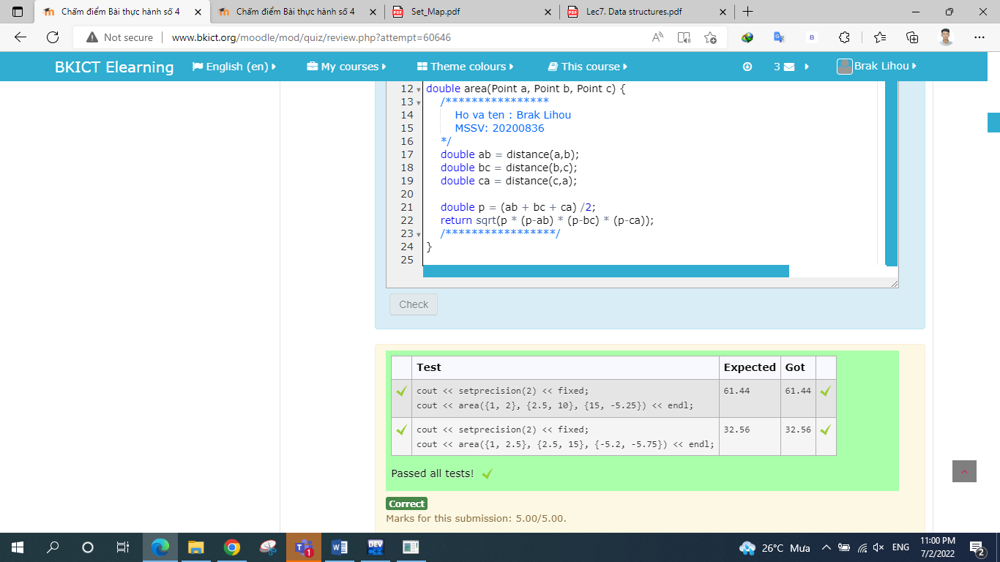 Chấm điểm Bài thực hành số 4
Chấm điểm Bài thực hành số 4
Set_Map.pdf
Lec7. Data structures.pdf
Not secure
www.bkict.org/moodle/mod/quiz/review.php?attempt=60646
BKICT Elearning
English (en)
My courses
Theme colours
This course
3
Brak Lihou
12 double area(Point a, Point b, Point c) {
13 /****************
14 Ho va ten : Brak Lihou
15 MSSV: 20200836
16 */
17 double ab = distance(a,b);
18 double bc = distance(b,c);
19 double ca = distance(c,a);
20
21 double p = (ab + bc + ca) /2;
22 return sqrt(p * (p-ab) * (p-bc) * (p-ca));
23 /*****************/
24 }
25
Check
Test Expected Got
cout << setprecision(2) << fixed; 61.44 61.44
cout << area({1, 2}, {2.5, 10}, {15, -5.25}) << endl;
cout << setprecision(2) << fixed; 32.56 32.56
cout << area({1, 2.5}, {2.5, 15}, {-5.2, -5.75}) << endl;
Passed all tests!
Correct
Marks for this submission: 5.00/5.00.
26°C Mưa
ENG
11:00 PM
7/2/2022
2
1
DEV